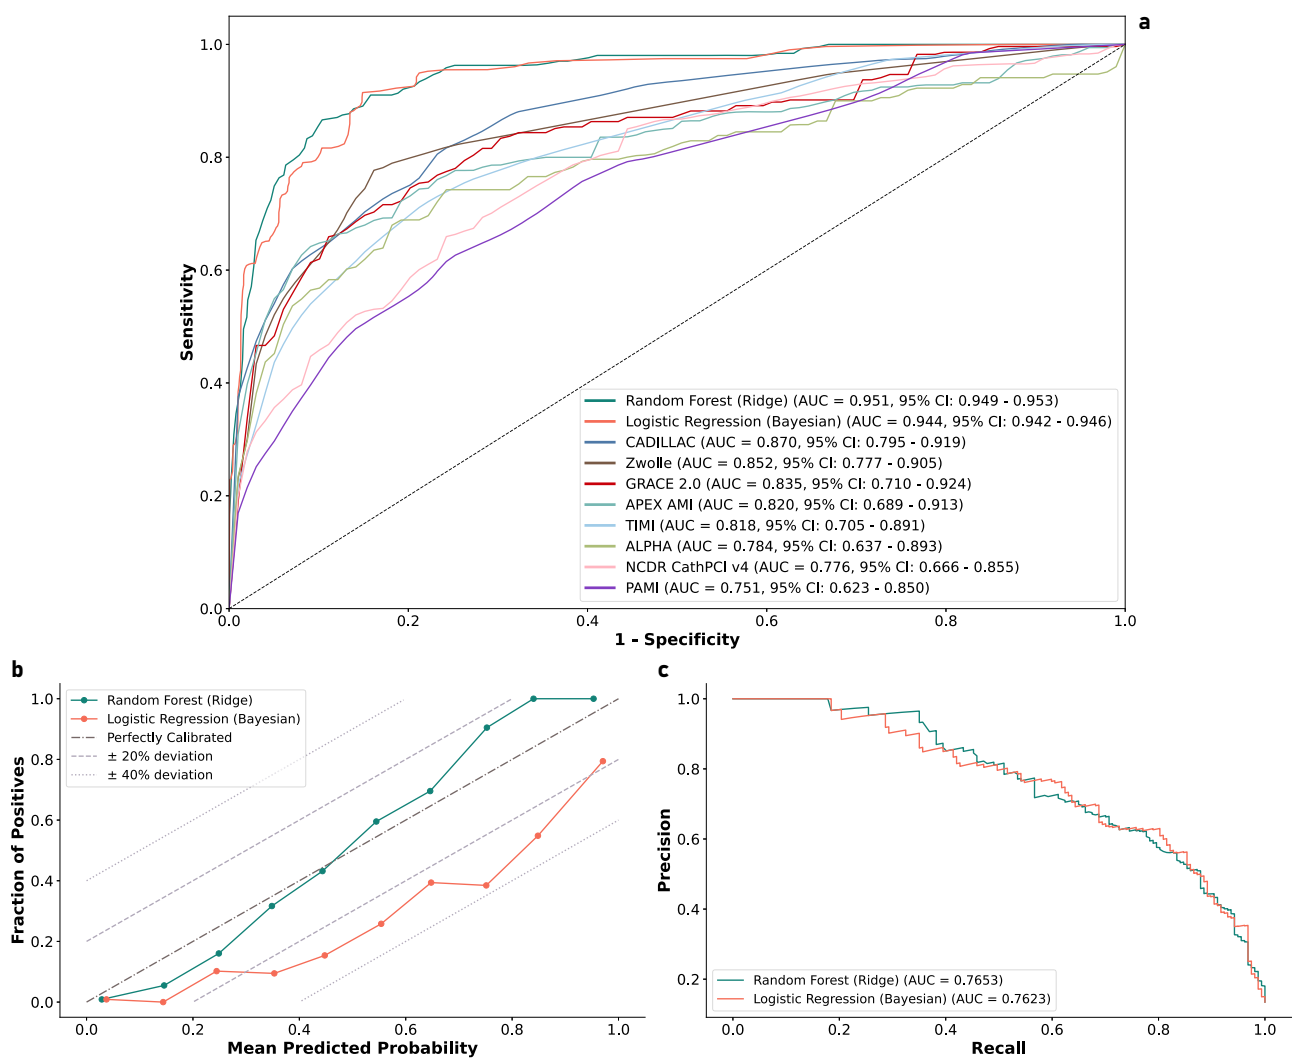 a
1.0
0.8
0.6
0.4
0.2
0.0
Sensitivity
Random Forest (Ridge) (AUC = 0.951, 95% CI: 0.949 - 0.953)
Logistic Regression (Bayesian) (AUC = 0.944, 95% CI: 0.942 - 0.946)
CADILLAC (AUC = 0.870, 95% CI: 0.795 - 0.919)
Zwolle (AUC = 0.852, 95% CI: 0.777 - 0.905)
GRACE 2.0 (AUC = 0.835, 95% CI: 0.710 - 0.924)
APEX AMI (AUC = 0.820, 95% CI: 0.689 - 0.913)
TIMI (AUC = 0.818, 95% CI: 0.705 - 0.891)
ALPHA (AUC = 0.784, 95% CI: 0.637 - 0.893)
NCDR CathPCI v4 (AUC = 0.776, 95% CI: 0.666 - 0.855)
PAMI (AUC = 0.751, 95% CI: 0.623 - 0.850)
0.0 0.2 0.4 0.6 0.8 1.0
1 - Specificity
b
1.0
0.8
0.6
0.4
0.2
0.0
Fraction of Positives
Random Forest (Ridge)
Logistic Regression (Bayesian)
Perfectly Calibrated
± 20% deviation
± 40% deviation
0.0 0.2 0.4 0.6 0.8 1.0
Mean Predicted Probability
c
1.0
0.8
0.6
0.4
0.2
Precision
Random Forest (Ridge) (AUC = 0.7653)
Logistic Regression (Bayesian) (AUC = 0.7623)
0.0 0.2 0.4 0.6 0.8 1.0
Recall